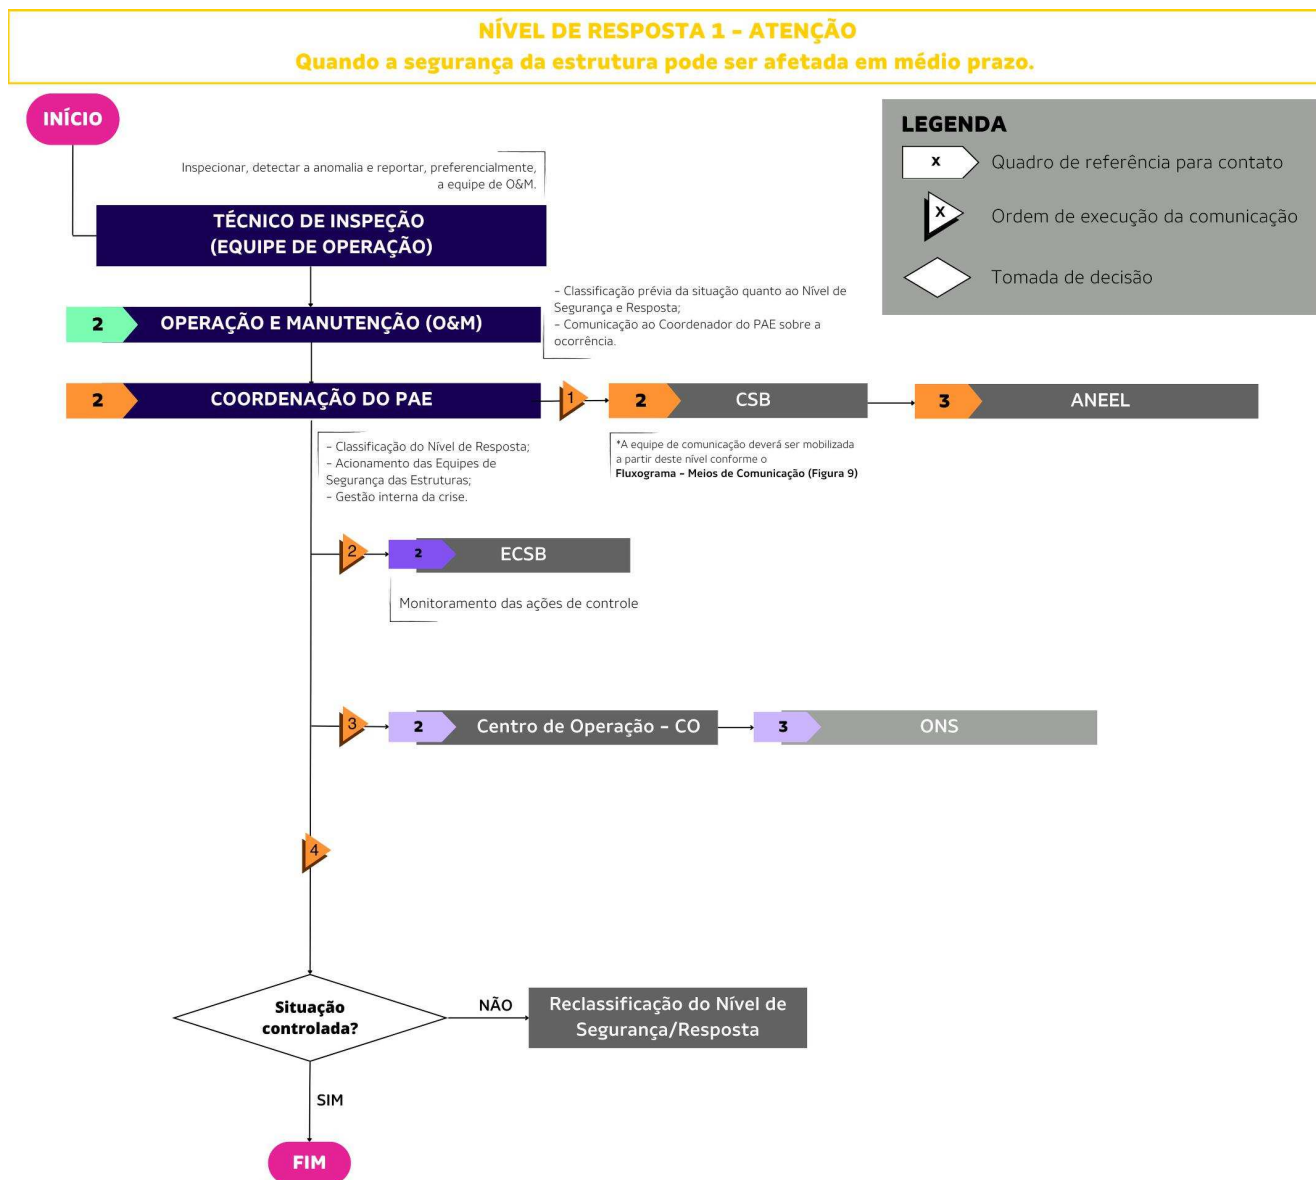 NÍVEL DE RESPOSTA 1 - ATENÇÃO
Quando a segurança da estrutura pode ser afetada em médio prazo.
INÍCIO
LEGENDA
x
Quadro de referência para contato
X
Ordem de execução da comunicação
Tomada de decisão
Inspecionar, detectar a anomalia e reportar, preferencialmente,
a equipe de O&M.
TÉCNICO DE INSPEÇÃO
(EQUIPE DE OPERAÇÃO)
2
OPERAÇÃO E MANUTENÇÃO (O&M)
- Classificação prévia da situação quanto ao Nível de
Segurança e Resposta;
- Comunicação ao Coordenador do PAE sobre a
ocorrência.
2
COORDENAÇÃO DO PAE
1
2
CSB
3
ANEEL
- Classificação do Nível de Resposta;
- Acionamento das Equipes de
Segurança das Estruturas;
- Gestão interna da crise.
*A equipe de comunicação deverá ser mobilizada
a partir deste nível conforme o
Fluxograma - Meios de Comunicação (Figura 9)
2
2
ECSB
Monitoramento das ações de controle
3
2
Centro de Operação - CO
3
ONS
4
Situação
controlada?
NÃO
Reclassificação do Nível de
Segurança/Resposta
SIM
FIM